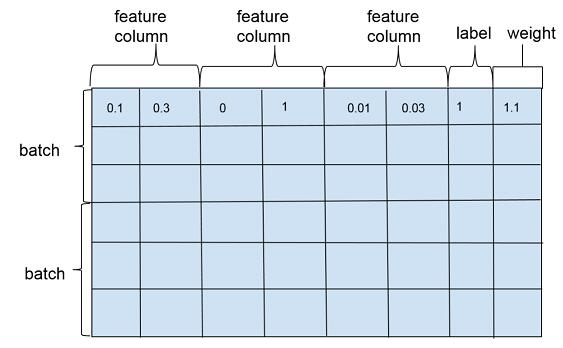 feature
column
feature
column
feature
column
label
weight
0.1 0.3 0 1 0.01 0.03 1 1.1
batch
batch